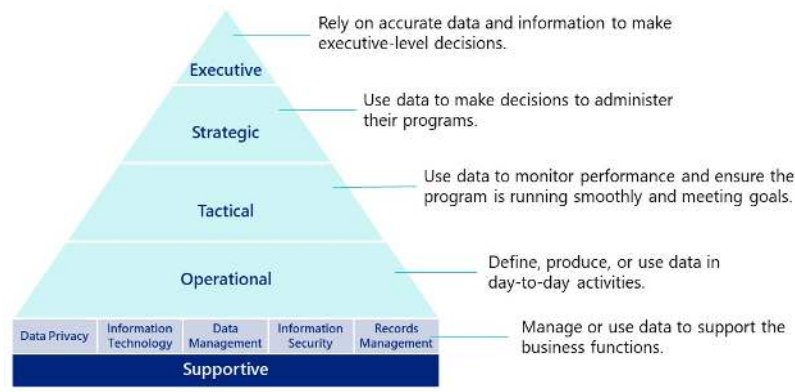 Rely on accurate data and information to make
executive-level decisions.
Executive
Use data to make decisions to administer
their programs.
Strategic
Use data to monitor performance and ensure the
program is running smoothly and meeting goals.
Tactical
Define, produce, or use data in
day-to-day activities.
Operational
Data Privacy
Information
Technology
Data
Management
Information
Security
Records
Management
Manage or use data to support the
business functions.
Supportive